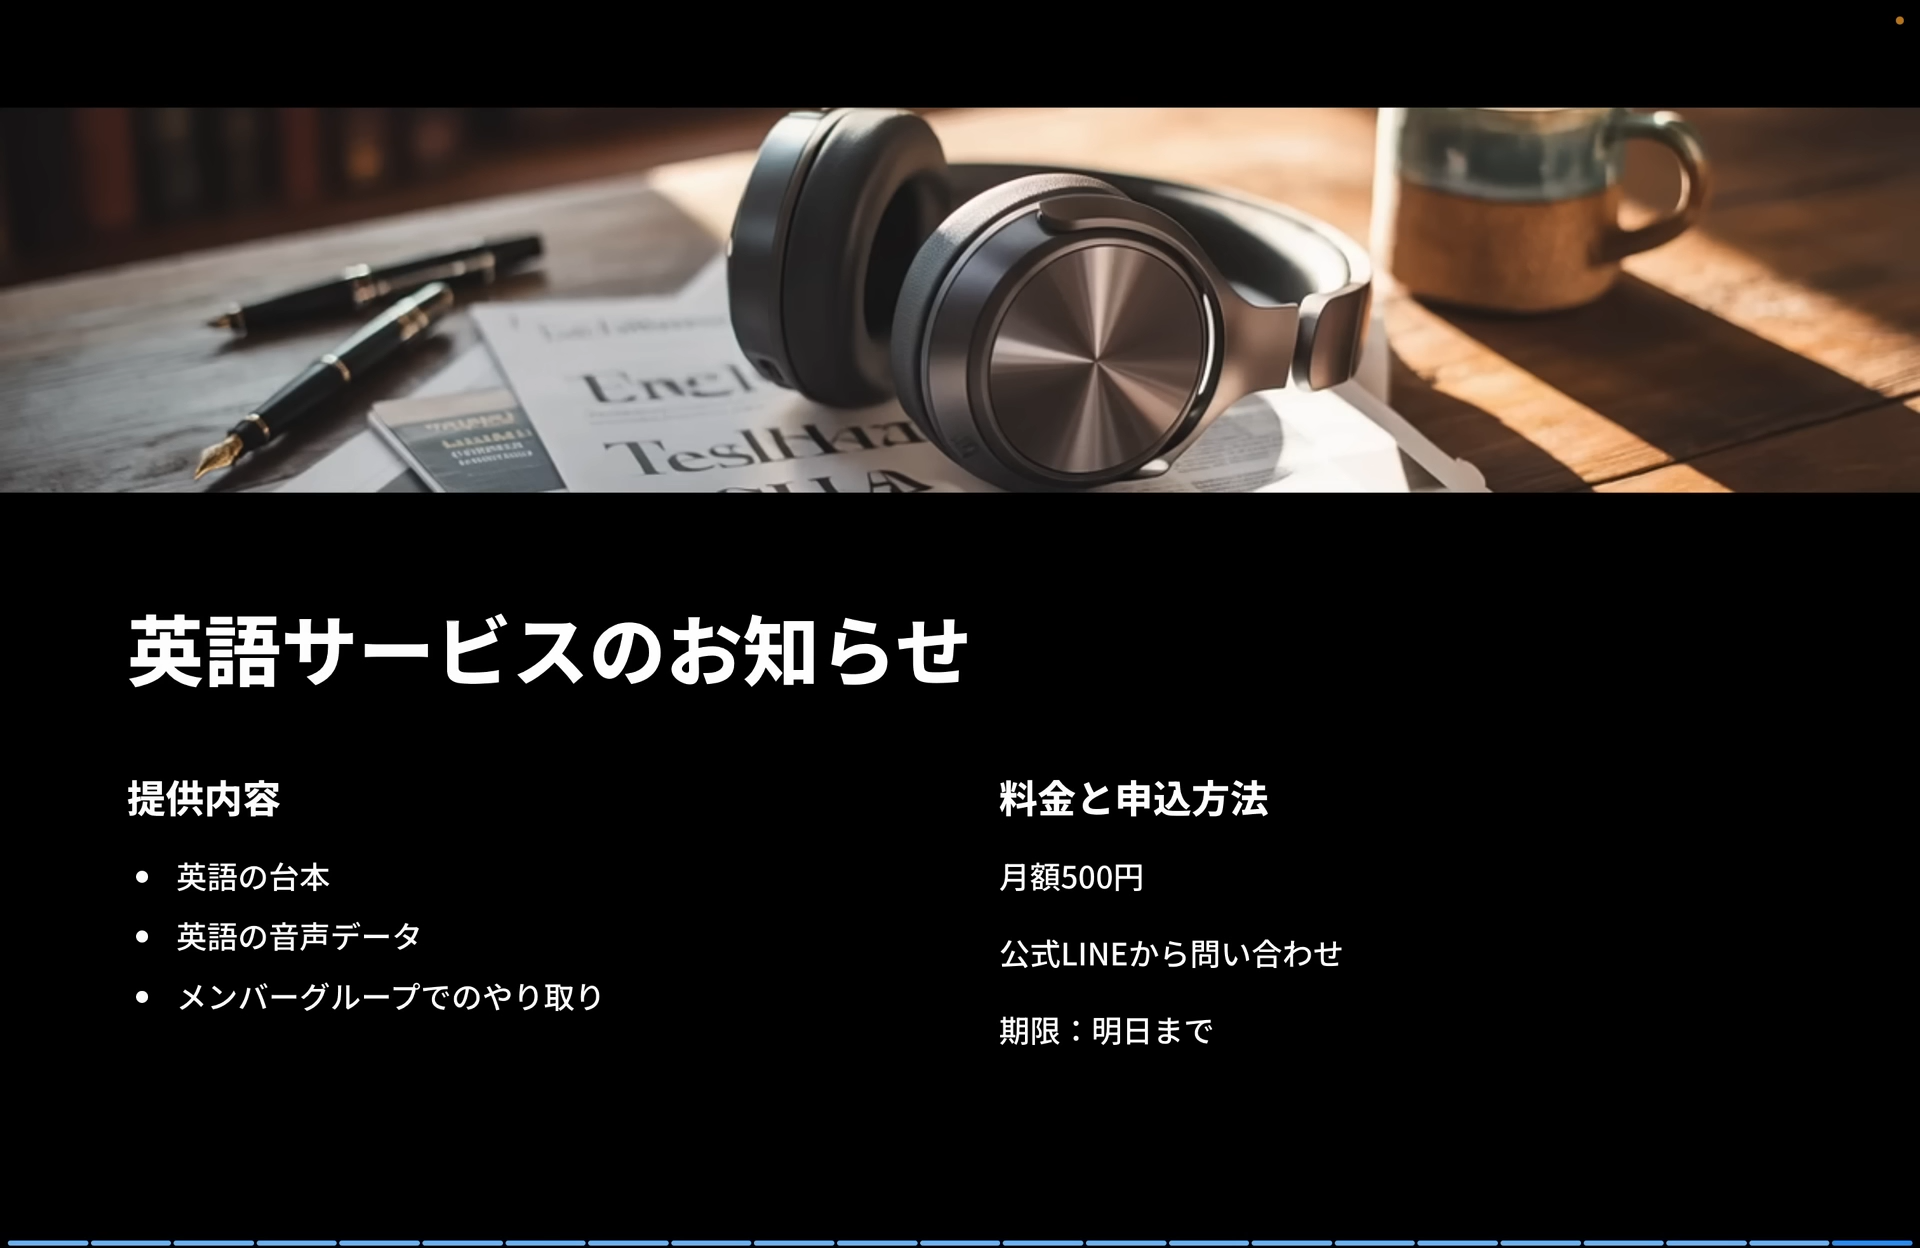 英語サービスのお知らせ
提供内容
英語の台本
英語の音声データ
メンバーグループでのやり取り
料金と申込方法
月額500円
公式LINEから問い合わせ
期限：明日まで